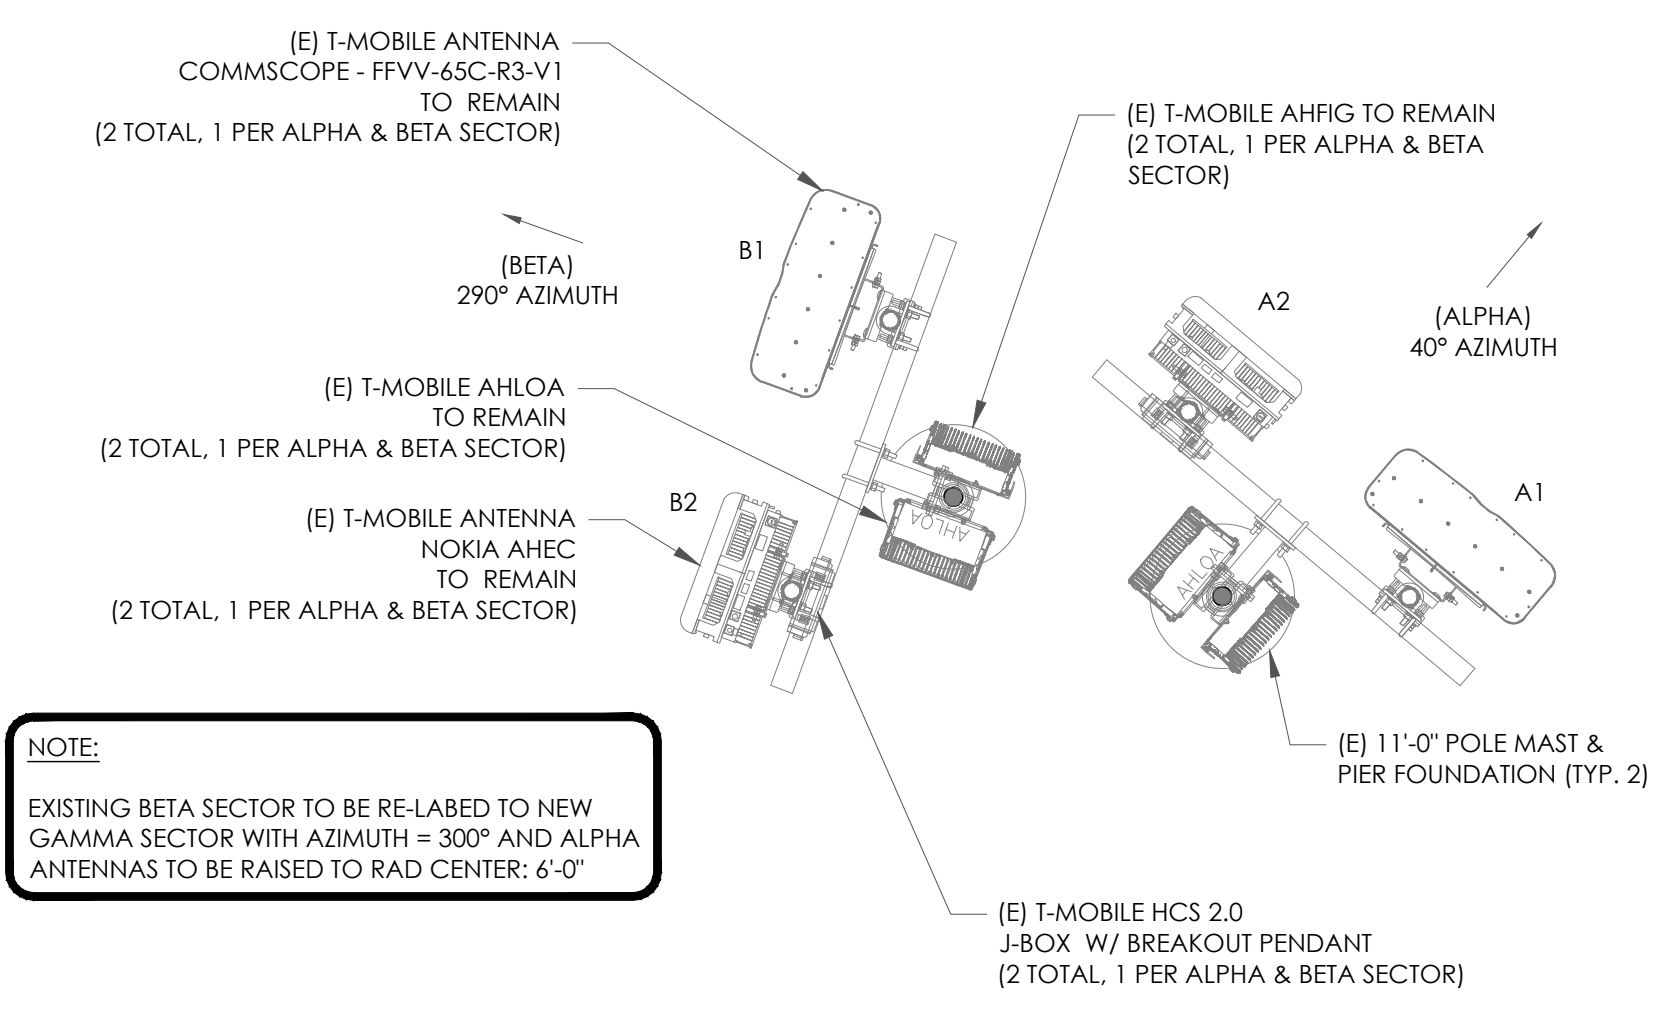 (E) T-MOBILE ANTENNA
COMMSCOPE - FFVV-65C-R3-V1
TO REMAIN
(2 TOTAL, 1 PER ALPHA & BETA SECTOR)
(E) T-MOBILE AHFIG TO REMAIN
(2 TOTAL, 1 PER ALPHA & BETA
SECTOR)
B1
(BETA)
290° AZIMUTH
A2
(ALPHA)
40° AZIMUTH
(E) T-MOBILE AHLOA
TO REMAIN
(2 TOTAL, 1 PER ALPHA & BETA SECTOR)
B2
A1
(E) T-MOBILE ANTENNA
NOKIA AHEC
TO REMAIN
(2 TOTAL, 1 PER ALPHA & BETA SECTOR)
AHLOA
AHLOA
(E) 11'-0" POLE MAST &
PIER FOUNDATION (TYP. 2)
NOTE:
EXISTING BETA SECTOR TO BE RE-LABED TO NEW
GAMMA SECTOR WITH AZIMUTH = 300° AND ALPHA
ANTENNAS TO BE RAISED TO RAD CENTER: 6'-0"
(E) T-MOBILE HCS 2.0
J-BOX W/ BREAKOUT PENDANT
(2 TOTAL, 1 PER ALPHA & BETA SECTOR)